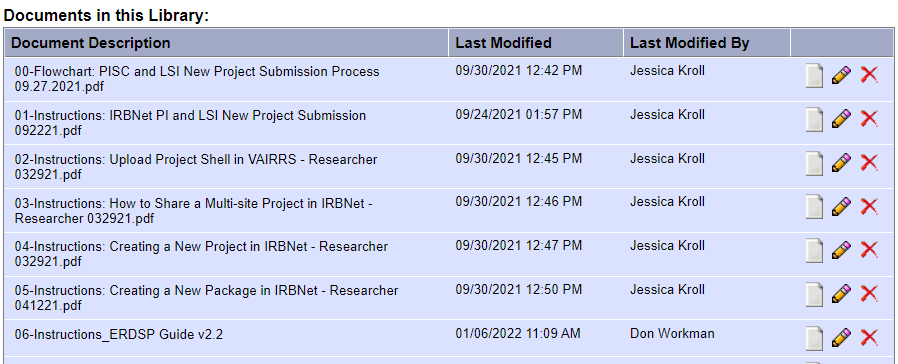 Documents in this Library:
Document Description Last Modified Last Modified By
00-Flowchart: PISC and LSI New Project Submission Process 09/30/2021 12:42 PM Jessica Kroll
09.27.2021.pdf
01-Instructions: IRBNet PI and LSI New Project Submission 09/24/2021 01:57 PM Jessica Kroll
092221.pdf
02-Instructions: Upload Project Shell in VAIRRS - Researcher 09/30/2021 12:45 PM Jessica Kroll
032921.pdf
03-Instructions: How to Share a Multi-site Project in IRBNet - 09/30/2021 12:46 PM Jessica Kroll
Researcher 032921.pdf
04-Instructions: Creating a New Project in IRBNet - Researcher 09/30/2021 12:47 PM Jessica Kroll
032921.pdf
05-Instructions: Creating a New Package in IRBNet - Researcher 09/30/2021 12:50 PM Jessica Kroll
041221.pdf
06-Instructions_ERDSP Guide v2.2 01/06/2022 11:09 AM Don Workman